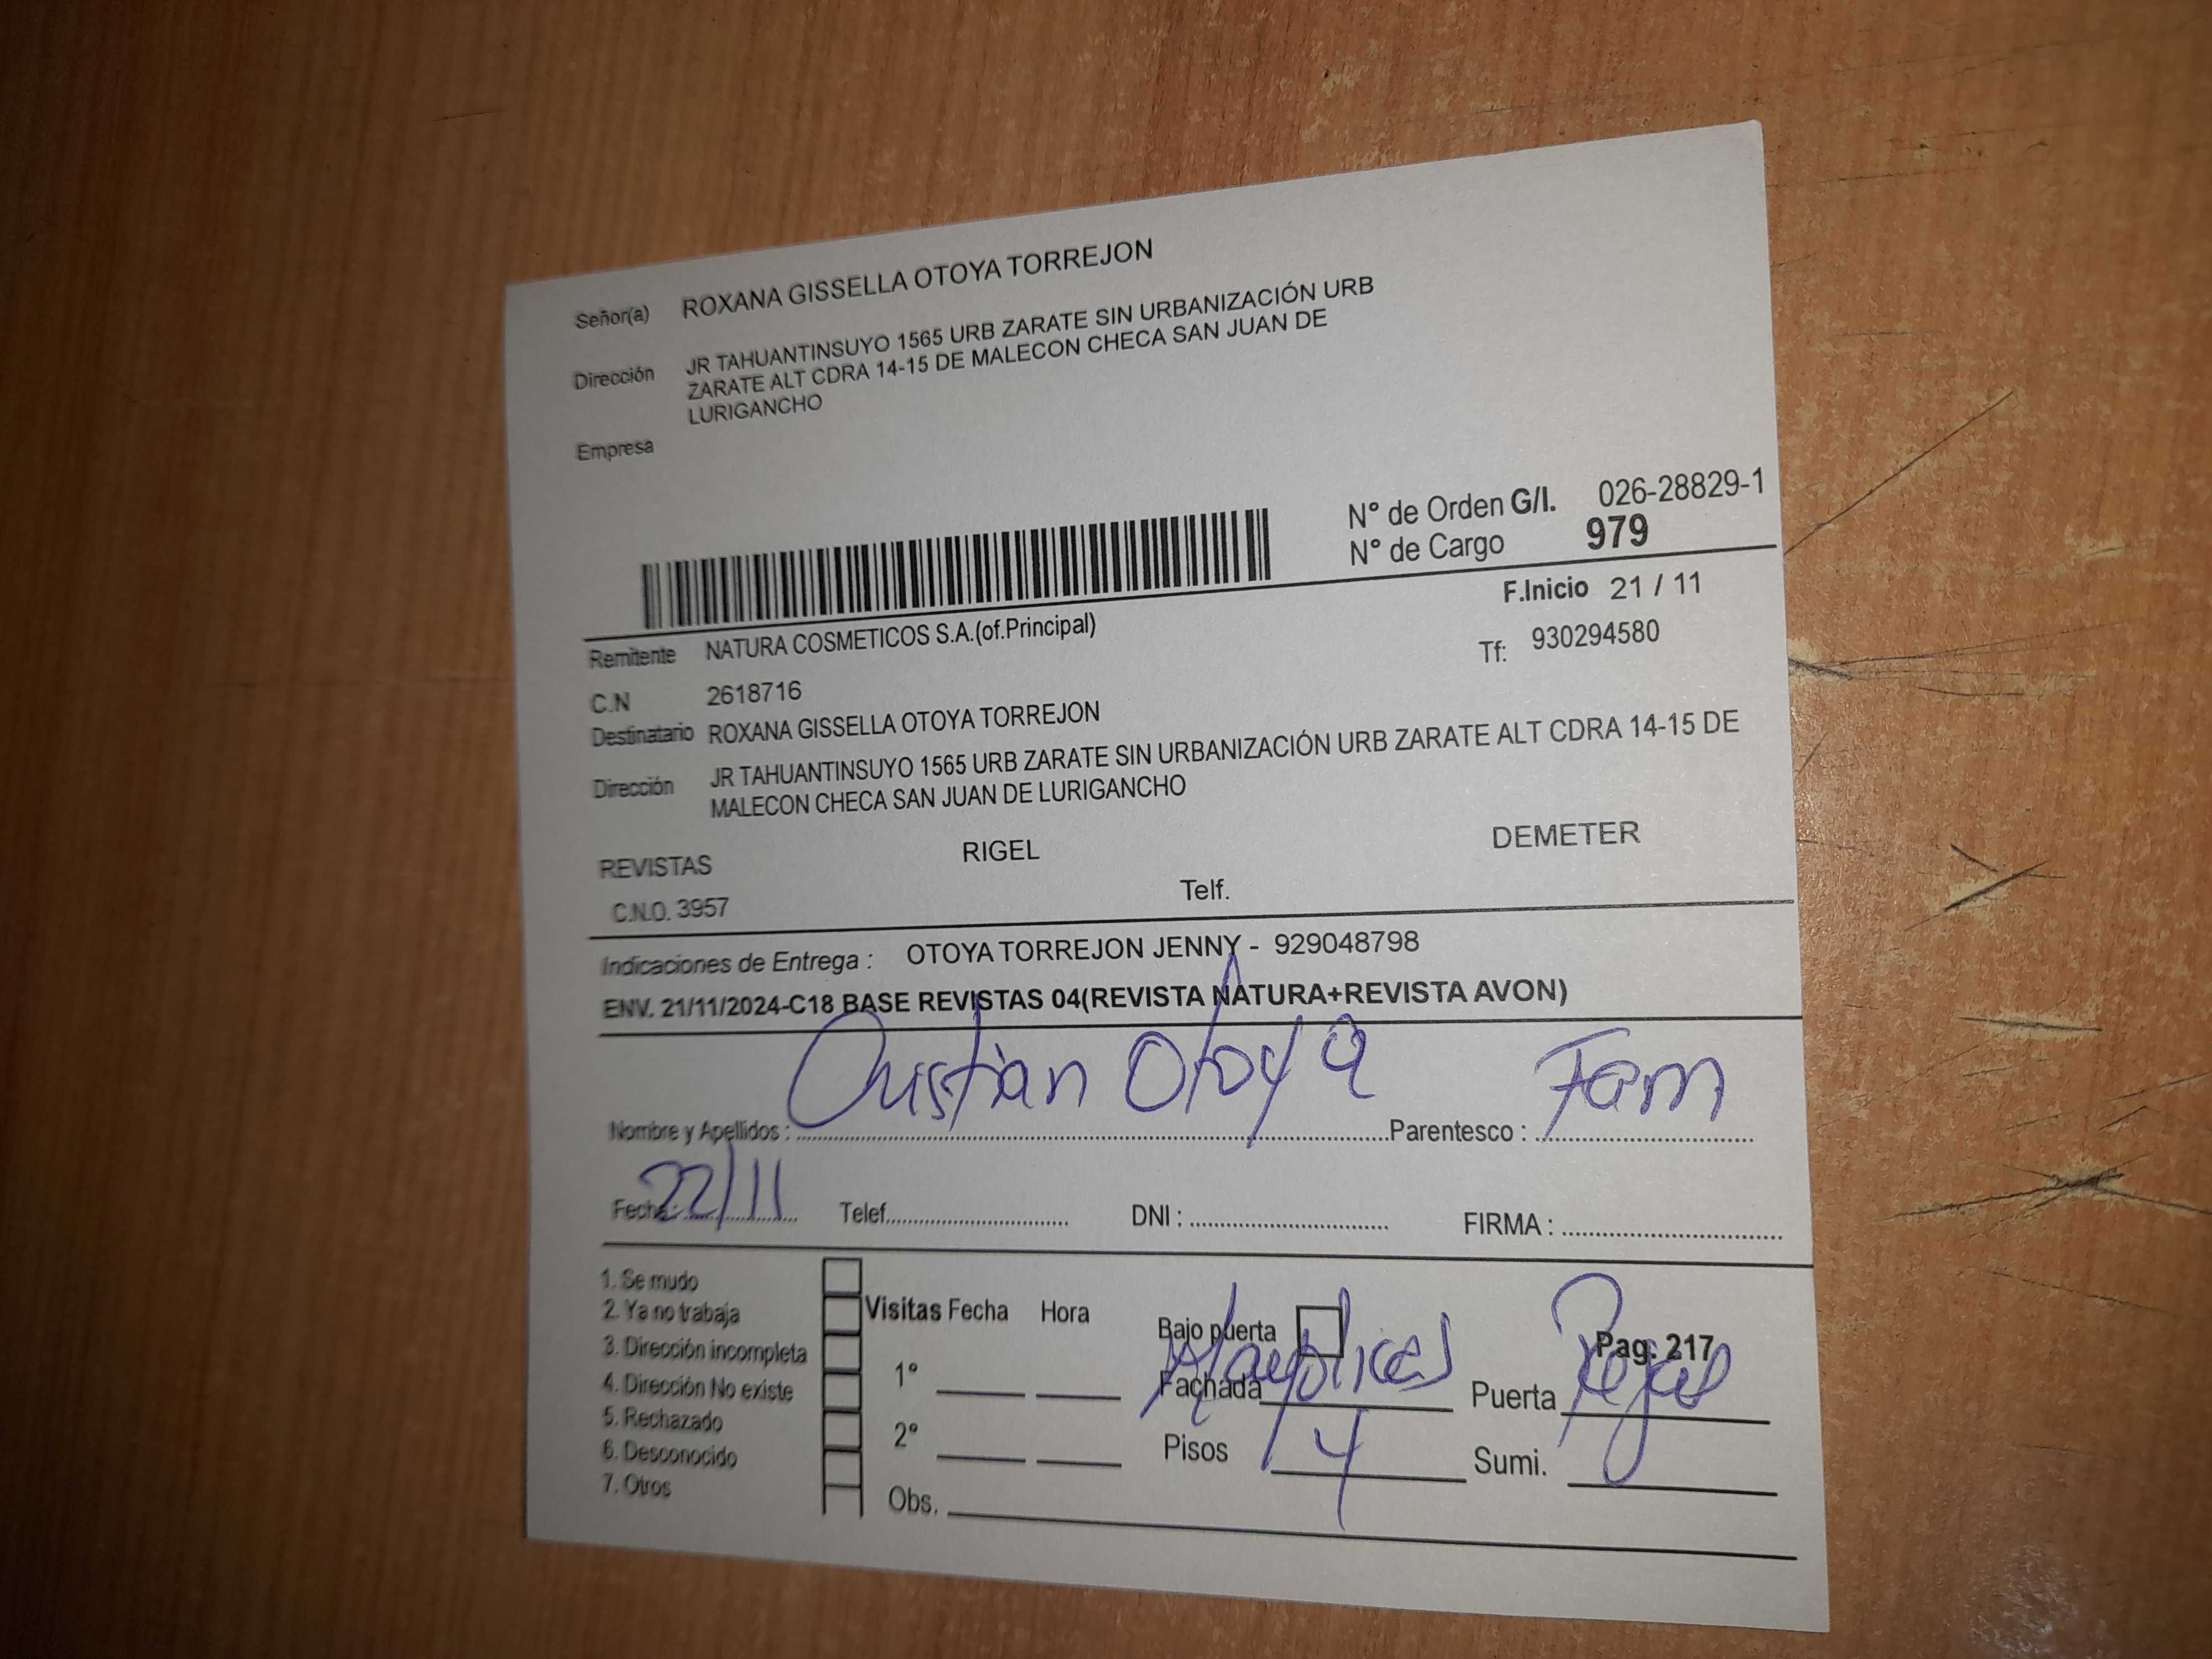 Señor(a) ROXANA GISSELLA OTOYA TORREJON
Dirección JR TAHUANTINSUYO 1565 URB ZARATE SIN URBANIZACIÓN URB
ZARATE ALT CDRA 14-15 DE MALECON CHECA SAN JUAN DE
LURIGANCHO
Empresa
N° de Orden G/I. 026-28829-1
N° de Cargo 979
F.Inicio 21 / 11
Remitente NATURA COSMETICOS S.A.(of.Principal) Tf: 930294580
C.N 2618716
Destinatario ROXANA GISSELLA OTOYA TORREJON
Dirección JR TAHUANTINSUYO 1565 URB ZARATE SIN URBANIZACIÓN URB ZARATE ALT CDRA 14-15 DE
MALECON CHECA SAN JUAN DE LURIGANCHO
REVISTAS RIGEL DEMETER
C.N.O. 3957 Telf.
Indicaciones de Entrega : OTOYA TORREJON JENNY - 929048798
ENV. 21/11/2024-C18 BASE REVISTAS 04(REVISTA NATURA+REVISTA AVON)
Nombre y Apellidos : Cristian Otoya Parentesco : Fam
Fecha: 22/11 Telef. DNI : FIRMA :
1. Se mudo
2. Ya no trabaja Visitas Fecha Hora Bajo puerta Pag. 217
3. Dirección incompleta
4. Dirección No existe 1° Fachada Mayolicas Puerta Rejas
5. Rechazado
6. Desconocido 2° Pisos 4 Sumi.
7. Otros Obs.